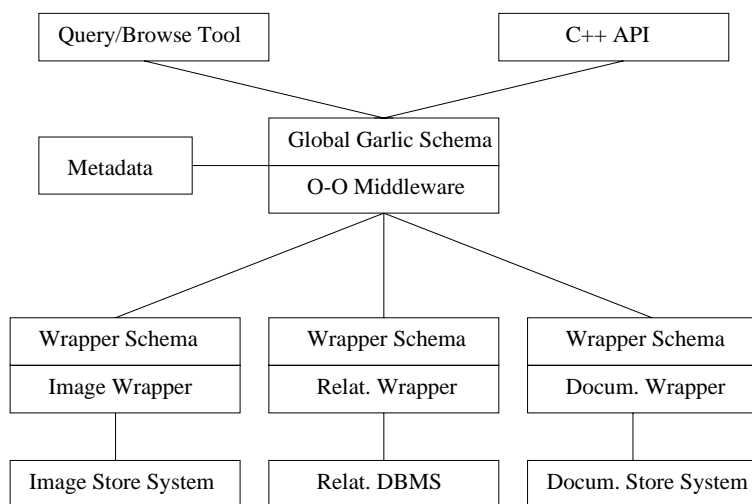 Query/Browse Tool
C++ API
Global Garlic Schema
Metadata
O-O Middleware
Wrapper Schema
Wrapper Schema
Wrapper Schema
Image Wrapper
Relat. Wrapper
Docum. Wrapper
Image Store System
Relat. DBMS
Docum. Store System